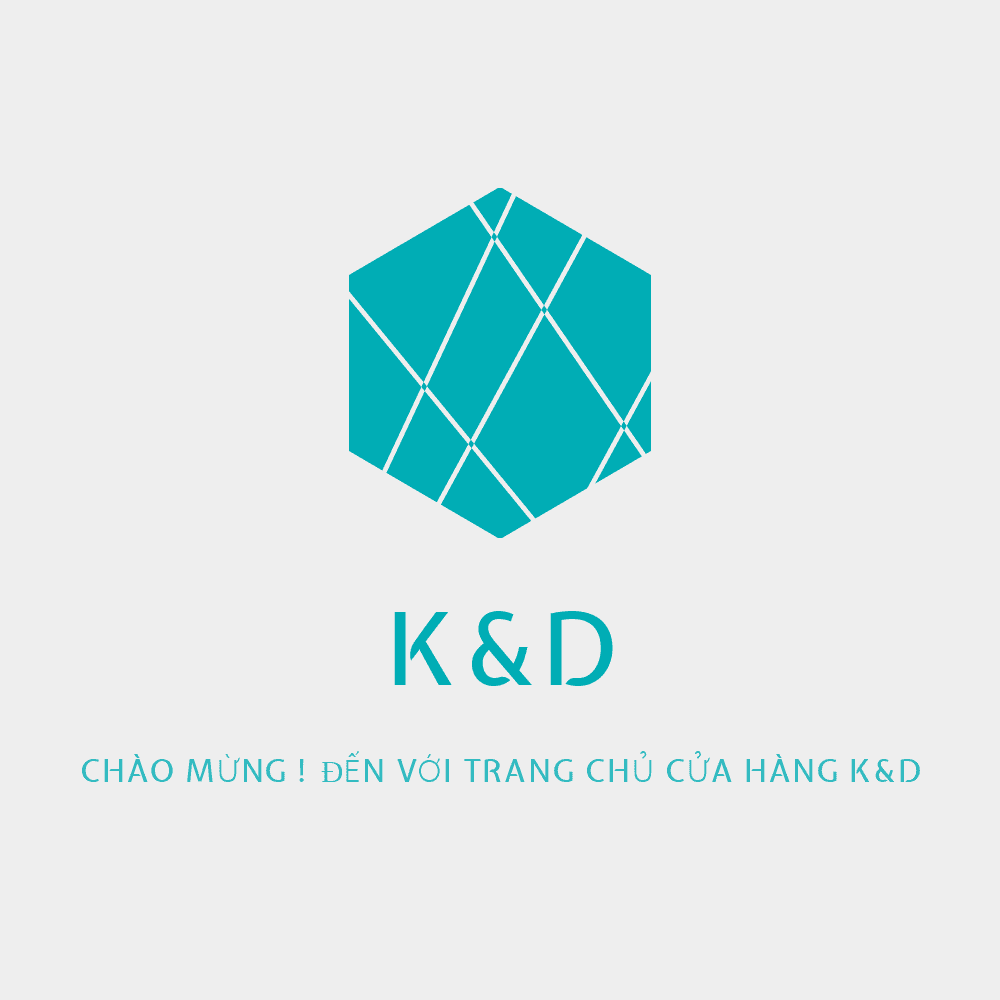 K&D
CHÀO MỪNG ! ĐẾN VỚI TRANG CHỦ CỬA HÀNG K&D